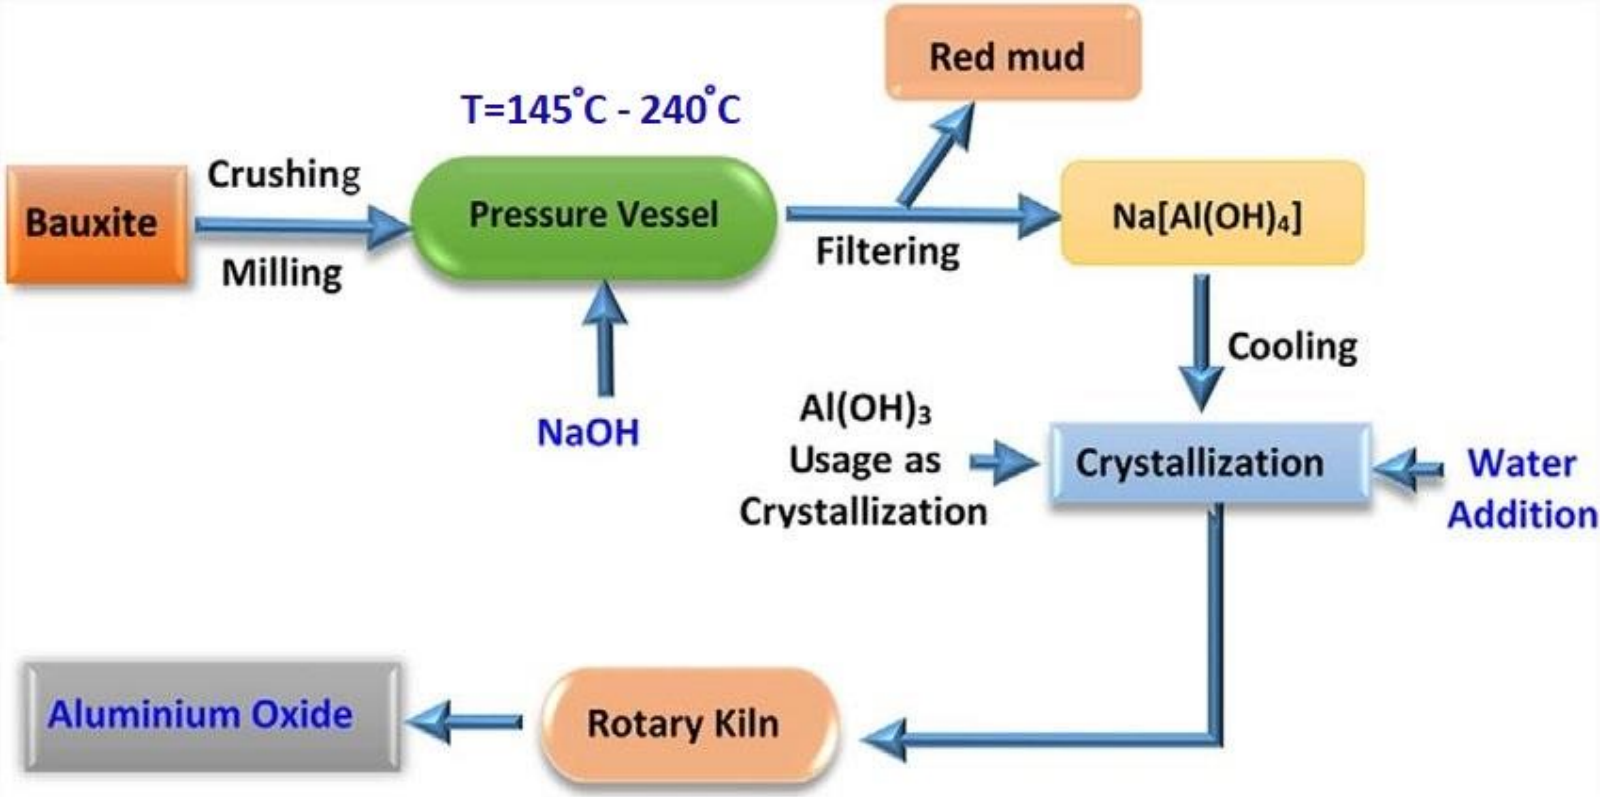 Red mud
T=145°C - 240°C
Crushing
Bauxite
Pressure Vessel
Na[Al(OH)₄]
Milling
Filtering
Cooling
NaOH
Al(OH)₃
Usage as
Crystallization
Crystallization
Water
Addition
Aluminium Oxide
Rotary Kiln